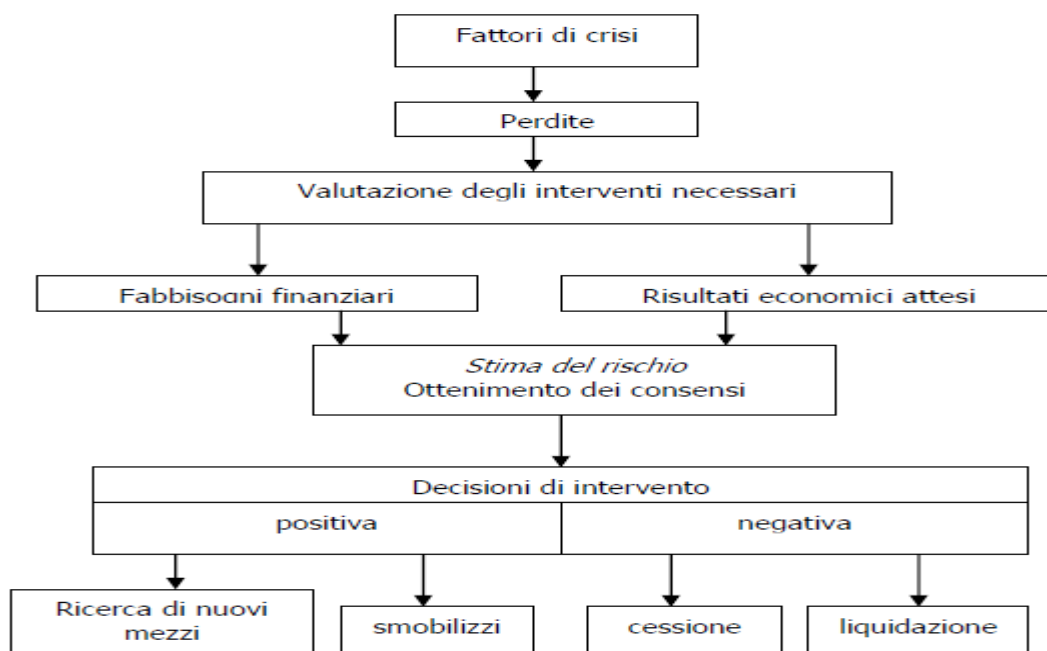 Fattori di crisi
Perdite
Valutazione degli interventi necessari
Fabbisogni finanziari
Risultati economici attesi
Stima del rischio
Ottenimento dei consensi
Decisioni di intervento
positiva
negativa
Ricerca di nuovi
mezzi
smobilizzi
cessione
liquidazione